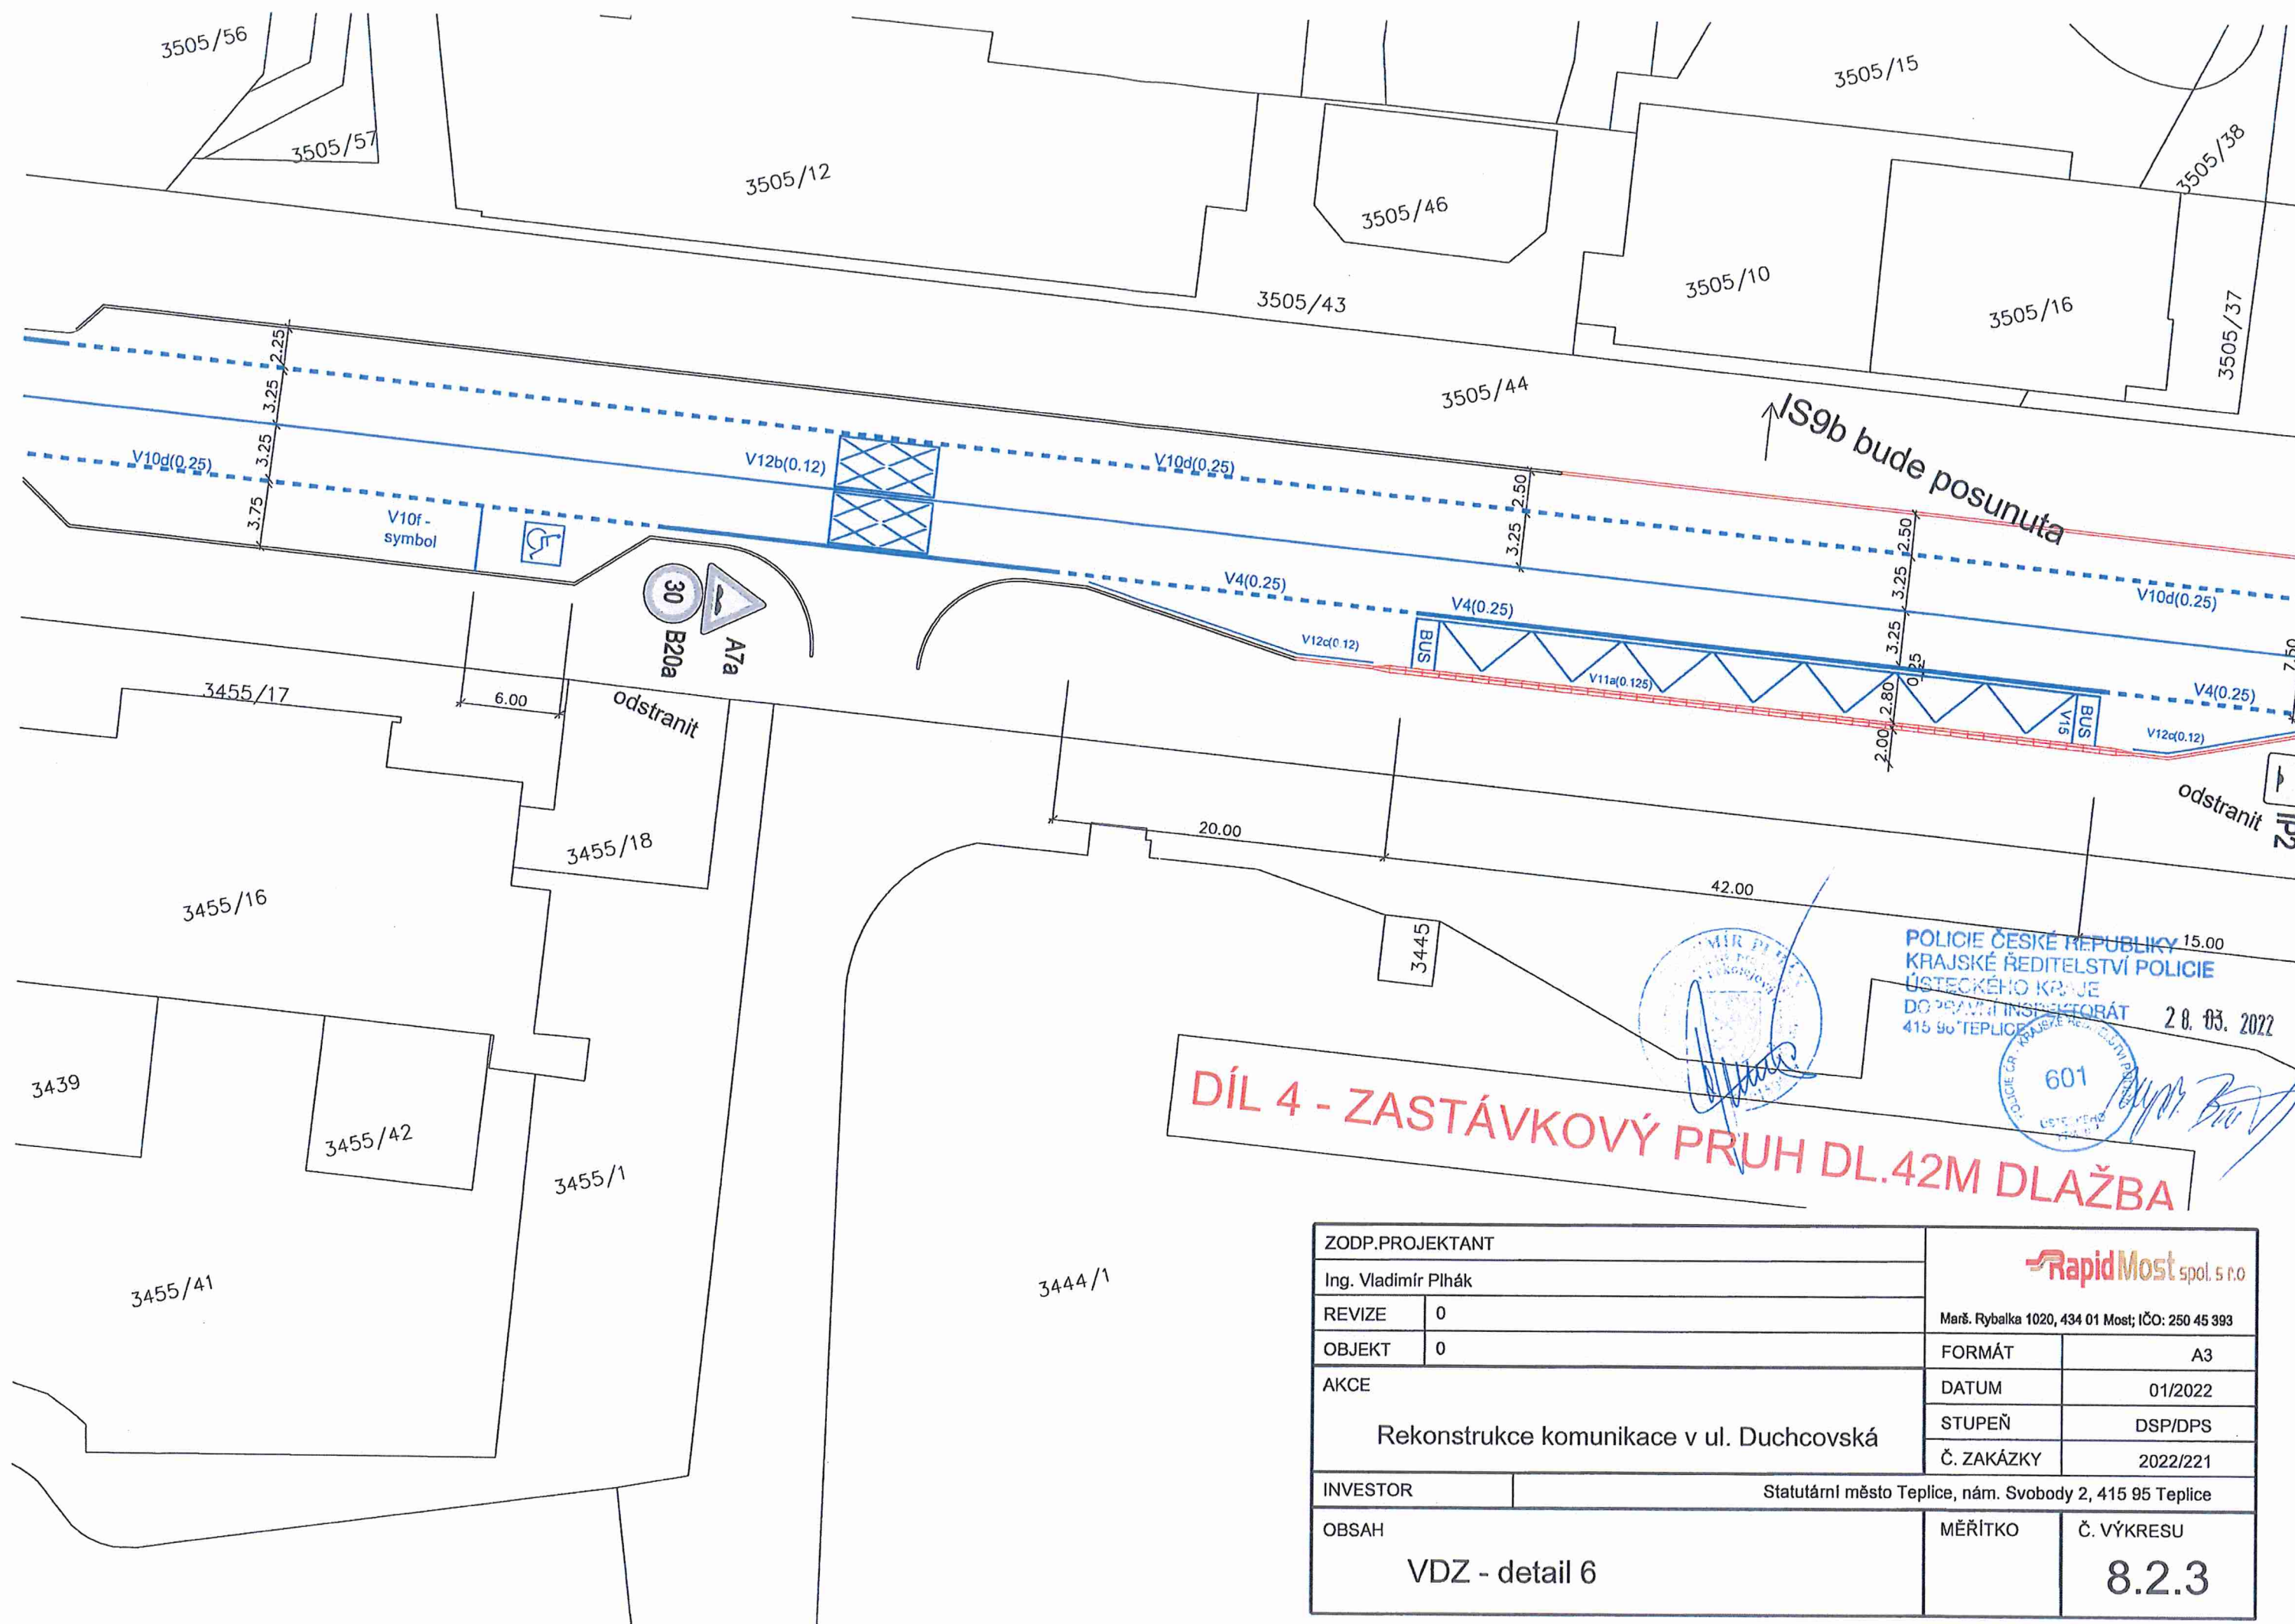 3505/56
3505/57
3505/12
3505/46
3505/15
3505/38
3505/10
3505/16
3505/37
3505/43
3505/44
IS9b bude posunuta
2.25
3.25
3.25
3.75
V10d(0.25)
V10f -
symbol
V12b(0.12)
V10d(0.25)
2.50
3.25
2.50
3.25
3.25
0.25
2.80
2.00
V10d(0.25)
7.50
30
B20a
A7a
odstranit
V4(0.25)
V4(0.25)
V12c(0.12)
BUS
V11a(0.125)
BUS
V15
V4(0.25)
V12c(0.12)
odstranit
IP2
3455/17
6.00
3455/18
20.00
42.00
15.00
3455/16
3445
3439
3455/42
3455/1
3455/41
3444/1
POLICIE ČESKÉ REPUBLIKY
KRAJSKÉ ŘEDITELSTVÍ POLICIE
ÚSTECKÉHO KRAJE
DOPRAVNÍ INSPEKTORÁT
415 90 TEPLICE
28. 03. 2022
601
DÍL 4 - ZASTÁVKOVÝ PRUH DL.42M DLAŽBA
ZODP.PROJEKTANT
Ing. Vladimír Plhák
REVIZE 0
OBJEKT 0
RapidMost spol. s r.o
Marš. Rybalka 1020, 434 01 Most; IČO: 250 45 393
FORMÁT A3
AKCE
Rekonstrukce komunikace v ul. Duchcovská
DATUM 01/2022
STUPEŇ DSP/DPS
Č. ZAKÁZKY 2022/221
INVESTOR Statutární město Teplice, nám. Svobody 2, 415 95 Teplice
OBSAH
VDZ - detail 6
MĚŘÍTKO
Č. VÝKRESU
8.2.3